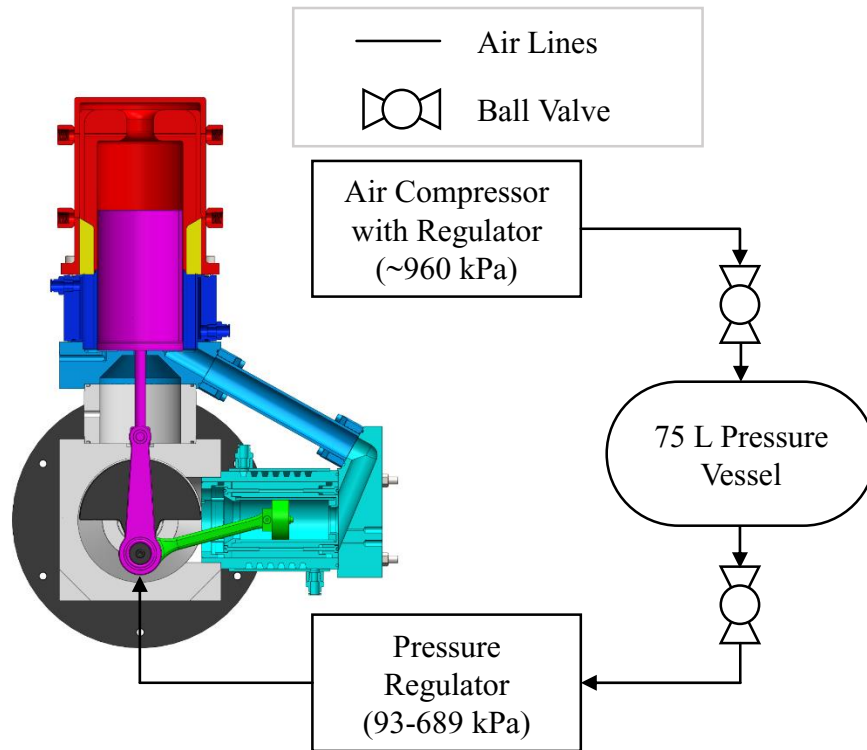 Air Lines
Ball Valve
Air Compressor
with Regulator
(~960 kPa)
75 L Pressure
Vessel
Pressure
Regulator
(93-689 kPa)